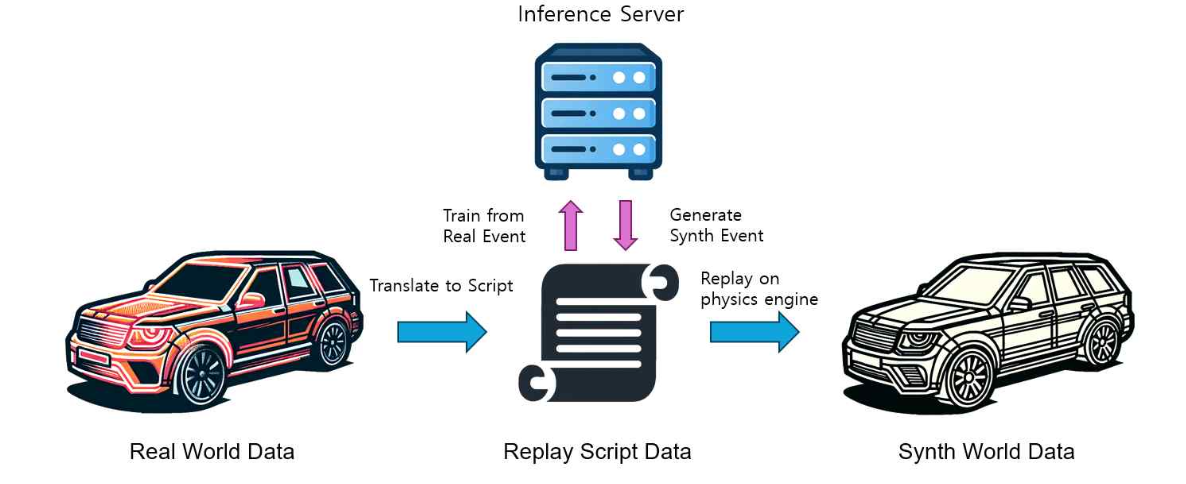 Inference Server
Train from
Real Event
Generate
Synth Event
Translate to Script
Replay on
physics engine
Real World Data
Replay Script Data
Synth World Data